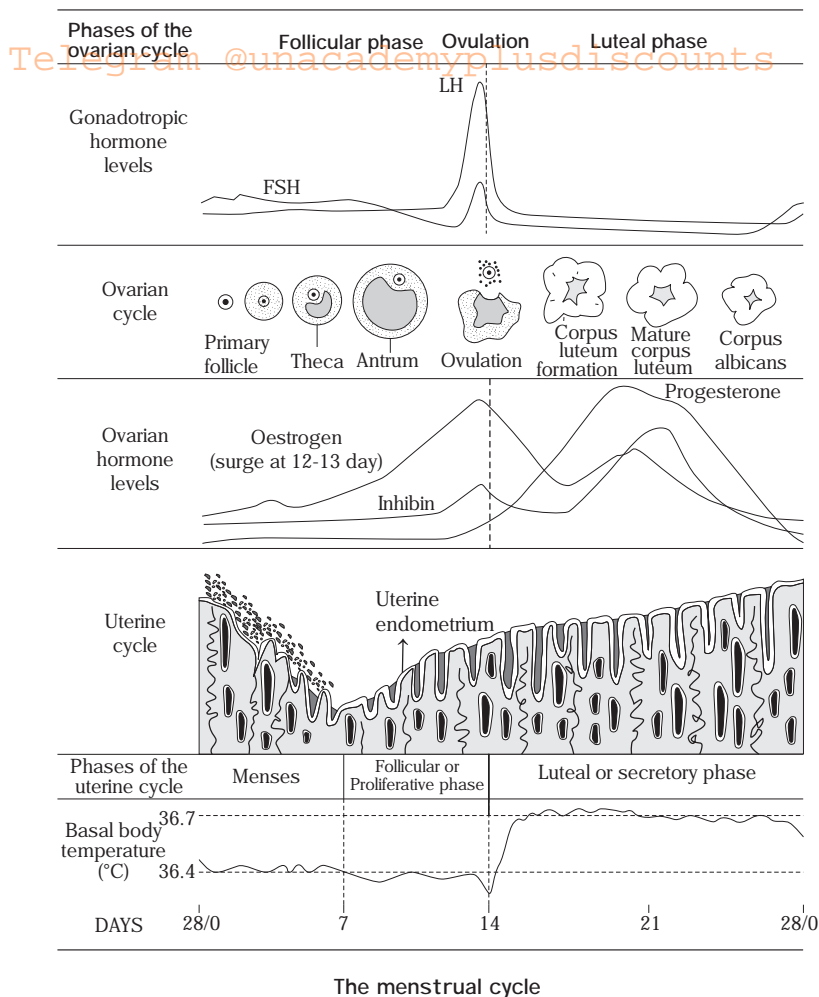 Phases of the
ovarian cycle
Follicular phase
Ovulation
Luteal phase
Telegram @unacademyplusdiscounts
Gonadotropic
hormone
levels
LH
FSH
Ovarian
cycle
Primary
follicle
Theca
Antrum
Ovulation
Corpus
luteum
formation
Mature
corpus
luteum
Corpus
albicans
Ovarian
hormone
levels
Oestrogen
(surge at 12-13 day)
Inhibin
Progesterone
Uterine
cycle
Uterine
endometrium
Phases of the
uterine cycle
Menses
Follicular or
Proliferative phase
Luteal or secretory phase
Basal body
temperature
(°C)
36.7
36.4
DAYS
28/0
7
14
21
28/0
The menstrual cycle